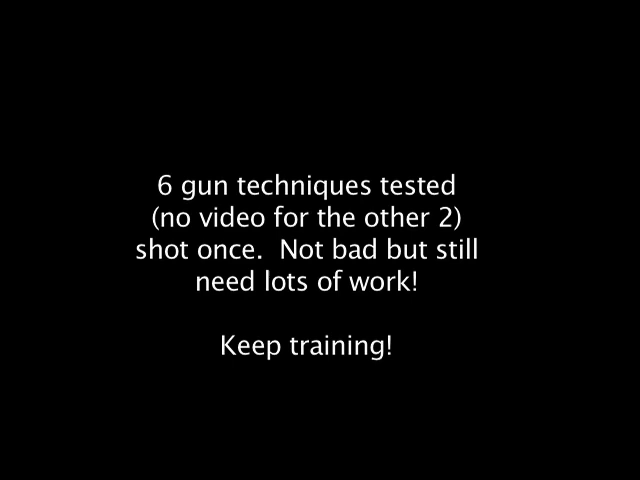 6 gun techniques tested
(no video for the other 2)
shot once.  Not bad but still
need lots of work!
Keep training!